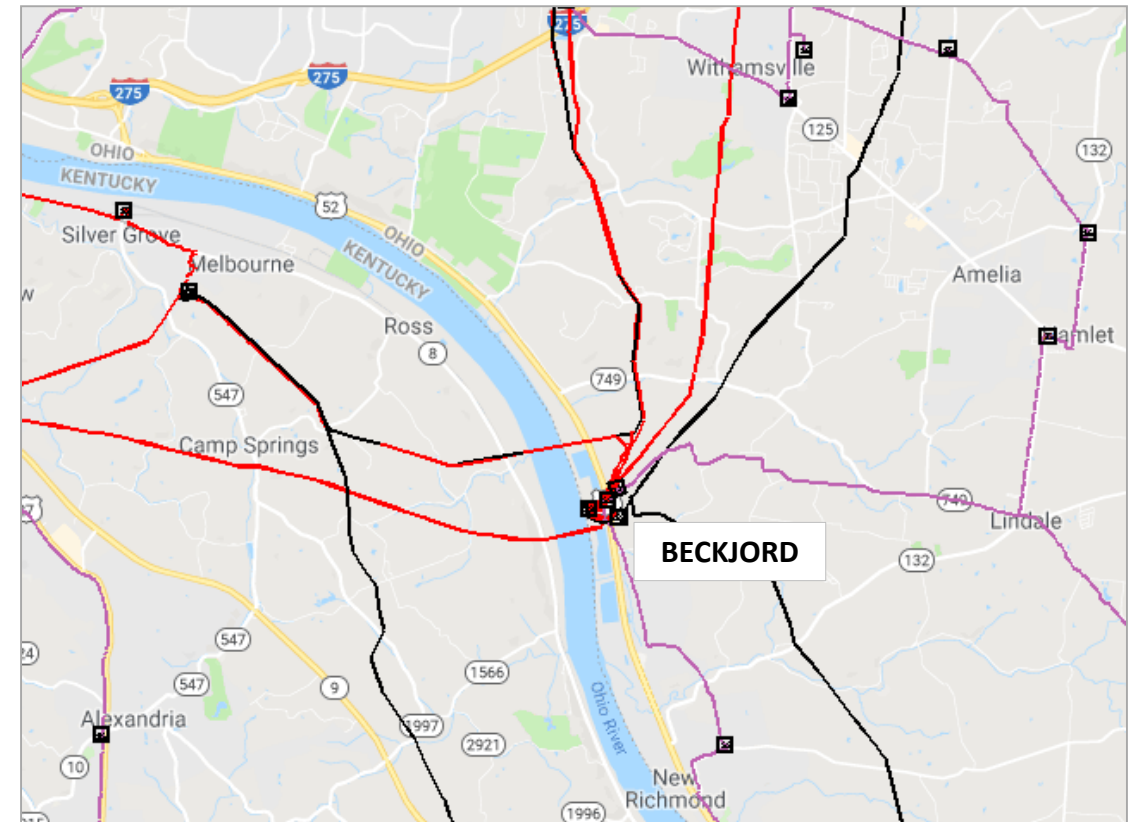 275
Withamsville
275
275
125
132
OHIO
KENTUCKY
52
Silver Grove
OHIO
KENTUCKY
Melbourne
Amelia
w
Ross
8
Hamlet
749
547
Camp Springs
749
Lindale
BECKJORD
132
547
24
1566
547
9
Ohio River
Alexandria
1997
2921
10
New
Richmond
1996